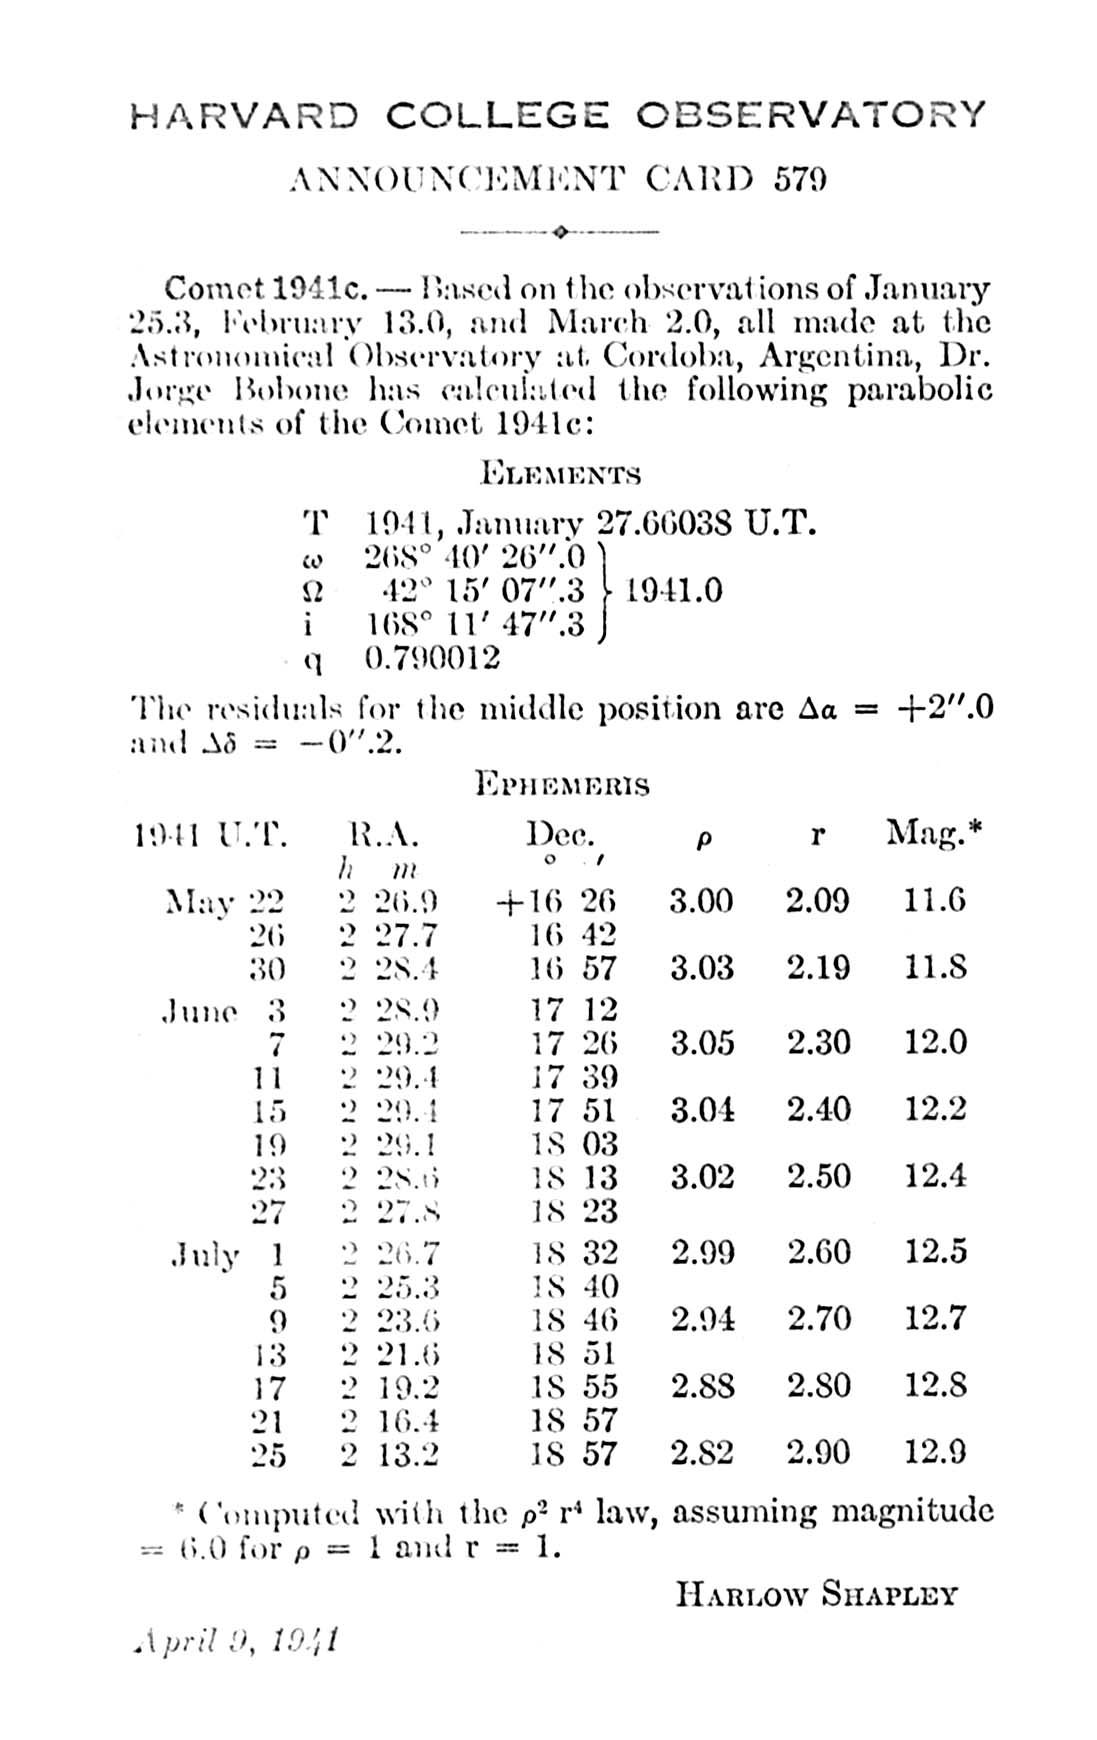 HARVARD COLLEGE OBSERVATORY
ANNOUNCEMENT CARD 579
Comet 1941c. — Based on the observations of January
25.3, February 13.0, and March 2.0, all made at the
Astronomical Observatory at Cordoba, Argentina, Dr.
Jorge Bobone has calculated the following parabolic
elements of the Comet 1941c:
ELEMENTS
T 1941, January 27.66038 U.T.
ω 268° 40′ 26″.0
Ω 42° 15′ 07″.3 } 1941.0
i 168° 11′ 47″.3
q 0.790012
The residuals for the middle position are Δα = +2″.0
and Δδ = −0″.2.
EPHEMERIS
1941 U.T. R.A. Dec. ρ r Mag.*
h m ° ′
May 22 2 26.9 +16 26 3.00 2.09 11.6
26 2 27.7 16 42
30 2 28.4 16 57 3.03 2.19 11.8
June 3 2 28.9 17 12
7 2 29.2 17 26 3.05 2.30 12.0
11 2 29.4 17 39
15 2 29.4 17 51 3.04 2.40 12.2
19 2 29.1 18 03
23 2 28.6 18 13 3.02 2.50 12.4
27 2 27.8 18 23
July 1 2 26.7 18 32 2.99 2.60 12.5
5 2 25.3 18 40
9 2 23.6 18 46 2.94 2.70 12.7
13 2 21.6 18 51
17 2 19.2 18 55 2.88 2.80 12.8
21 2 16.4 18 57
25 2 13.2 18 57 2.82 2.90 12.9
* Computed with the ρ² r⁴ law, assuming magnitude
= 6.0 for ρ = 1 and r = 1.
HARLOW SHAPLEY
April 9, 1941